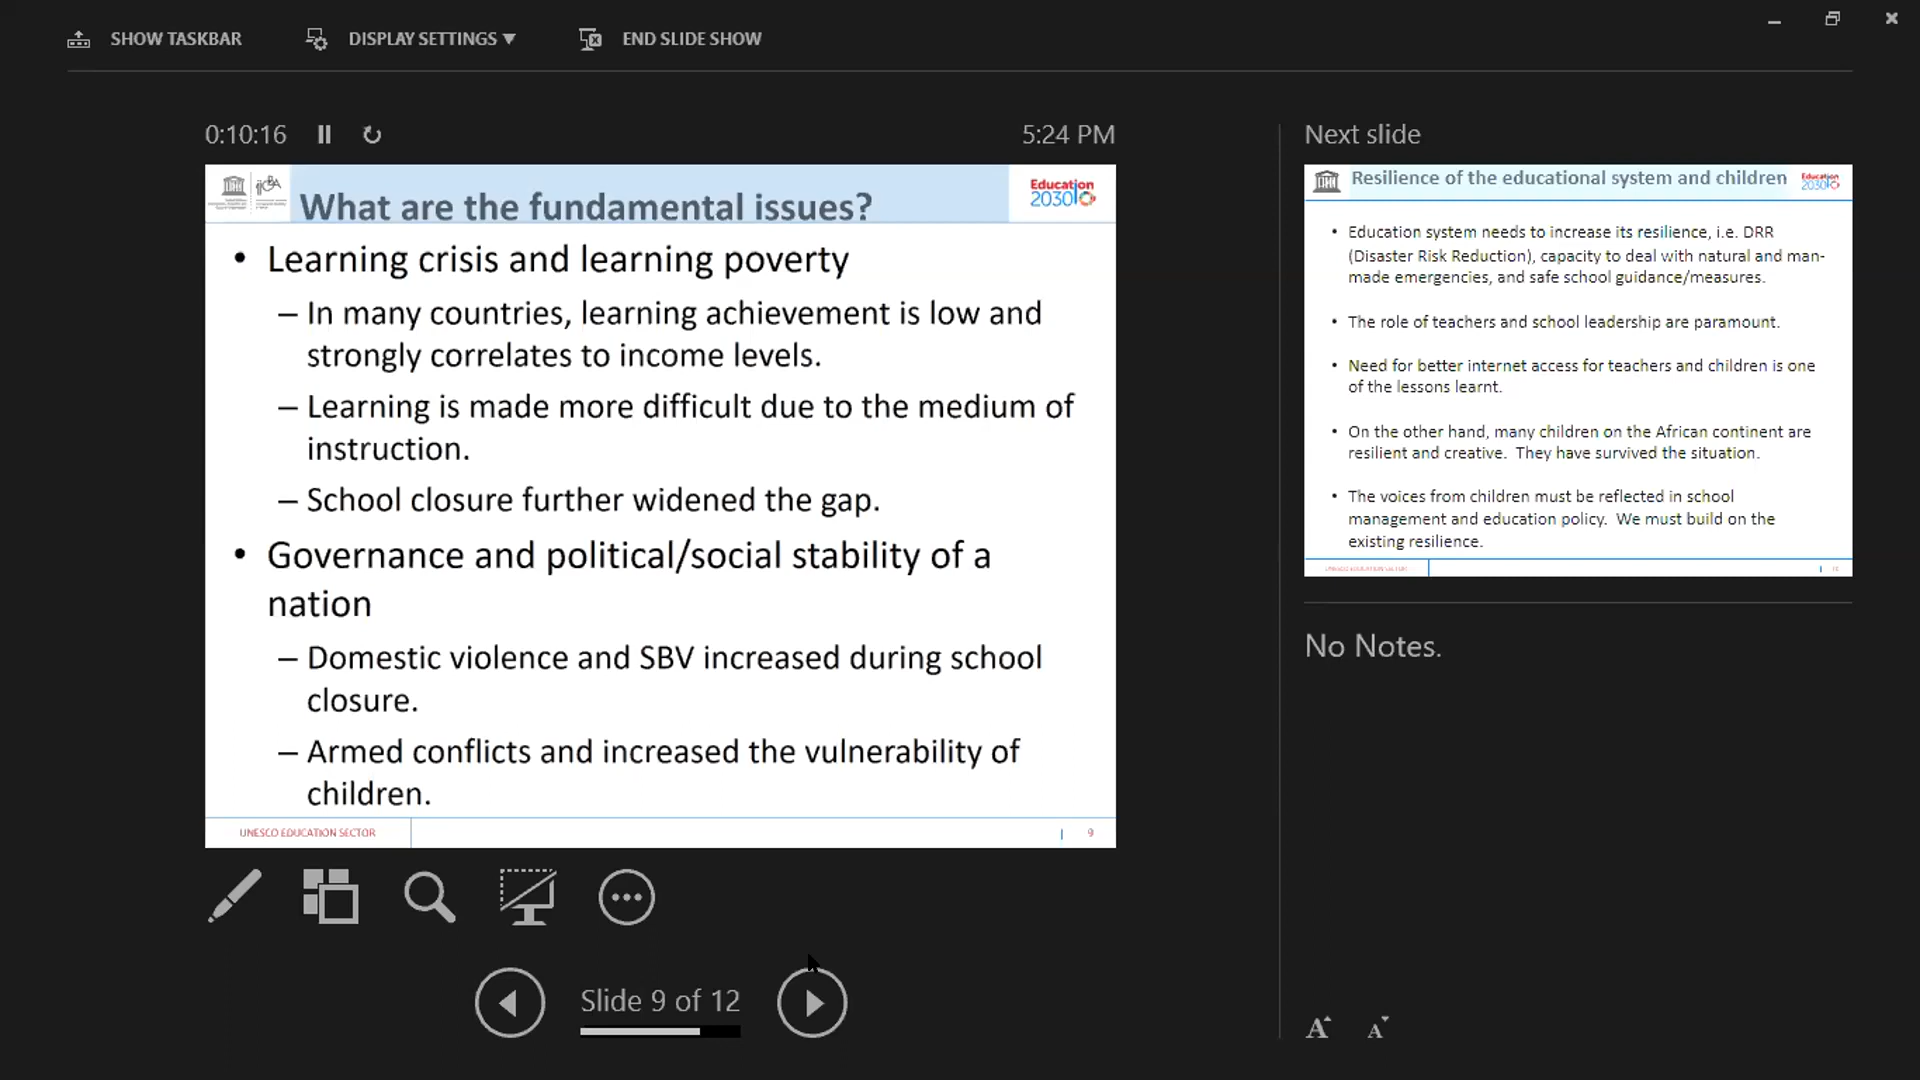 SHOW TASKBAR
DISPLAY SETTINGS
END SLIDE SHOW
0:10:16
5:24 PM
What are the fundamental issues?
Education
2030
• Learning crisis and learning poverty
– In many countries, learning achievement is low and
strongly correlates to income levels.
– Learning is made more difficult due to the medium of
instruction.
– School closure further widened the gap.
• Governance and political/social stability of a
nation
– Domestic violence and SBV increased during school
closure.
– Armed conflicts and increased the vulnerability of
children.
UNESCO EDUCATION SECTOR
| 9
Slide 9 of 12
Next slide
Resilience of the educational system and children
Education
2030
• Education system needs to increase its resilience, i.e. DRR
(Disaster Risk Reduction), capacity to deal with natural and man-
made emergencies, and safe school guidance/measures.
• The role of teachers and school leadership are paramount.
• Need for better internet access for teachers and children is one
of the lessons learnt.
• On the other hand, many children on the African continent are
resilient and creative. They have survived the situation.
• The voices from children must be reflected in school
management and education policy. We must build on the
existing resilience.
UNESCO EDUCATION SECTOR
| 10
No Notes.
A A